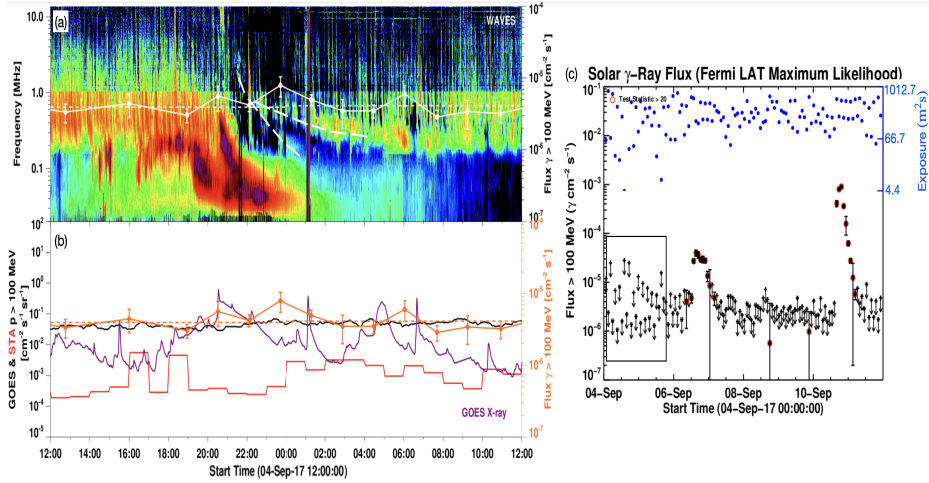 (a)
WAVES
10.0
1.0
0.1
Frequency (MHz)
10⁻⁴
10⁻⁵
10⁻⁶
10⁻⁷
Flux γ > 100 MeV [cm⁻² s⁻¹]
(b)
10²
10¹
10⁰
10⁻¹
10⁻²
10⁻³
10⁻⁴
10⁻⁵
GOES & STA p > 100 MeV
[cm⁻² s⁻¹ sr⁻¹]
10⁻⁴
10⁻⁵
10⁻⁶
10⁻⁷
Flux γ > 100 MeV [cm⁻² s⁻¹]
GOES X-ray
12:00 14:00 16:00 18:00 20:00 22:00 00:00 02:00 04:00 06:00 08:00 10:00 12:00
Start Time (04-Sep-17 12:00:00)
(c) Solar γ-Ray Flux (Fermi LAT Maximum Likelihood)
Test Statistic > 20
10⁻¹
10⁻²
10⁻³
10⁻⁴
10⁻⁵
10⁻⁶
10⁻⁷
Flux > 100 MeV (γ cm⁻² s⁻¹)
1012.7
66.7
4.4
Exposure (m²s)
04-Sep 06-Sep 08-Sep 10-Sep
Start Time (04-Sep-17 00:00:00)